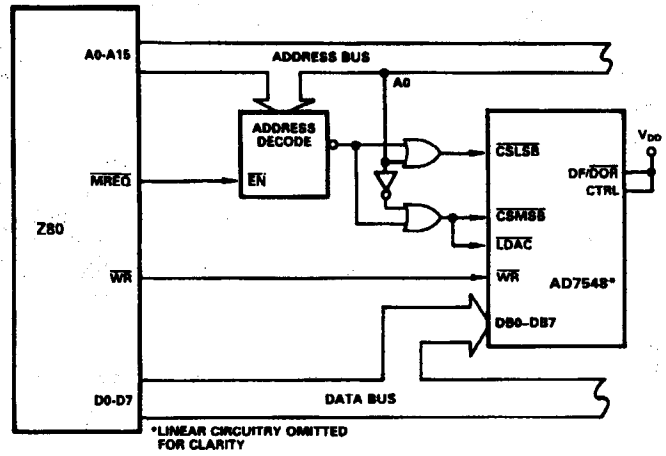 A0-A15
ADDRESS BUS
A0
ADDRESS
DECODE
EN
MREQ
Z80
WR
D0-D7
DATA BUS
CSLSB
CSMSB
LDAC
WR
DB0-DB7
AD7548*
DF/DOR
CTRL
VDD
*LINEAR CIRCUITRY OMITTED
FOR CLARITY